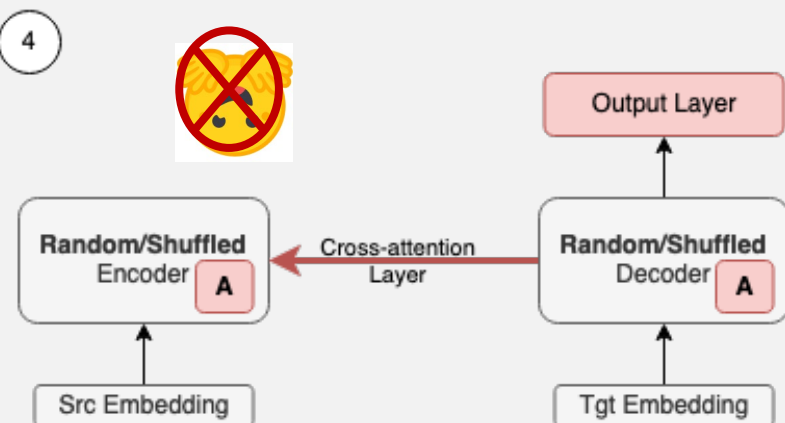 4
Output Layer
Random/Shuffled
Encoder
A
Cross-attention
Layer
Random/Shuffled
Decoder
A
Src Embedding
Tgt Embedding